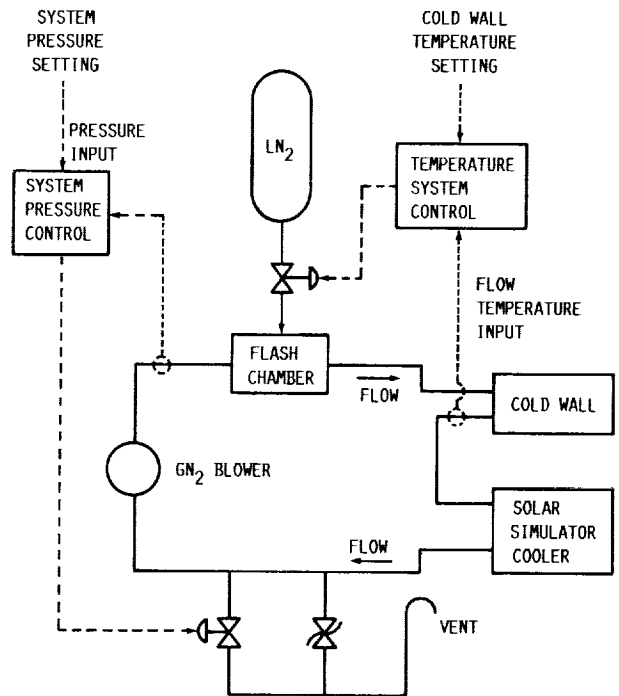 SYSTEM
PRESSURE
SETTING
COLD WALL
TEMPERATURE
SETTING
PRESSURE
INPUT
LN2
SYSTEM
PRESSURE
CONTROL
TEMPERATURE
SYSTEM
CONTROL
FLOW
TEMPERATURE
INPUT
FLASH
CHAMBER
FLOW
COLD WALL
GN2 BLOWER
SOLAR
SIMULATOR
COOLER
FLOW
VENT